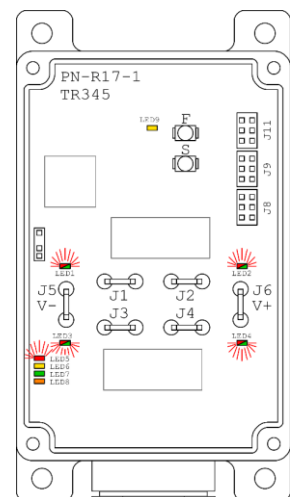 PN-R17-1
TR345
LED9
F
S
J11
J9
J8
LED1
LED2
J5
V-
J1
J2
J6
V+
J3
J4
LED3
LED4
LED5
LED6
LED7
LED8